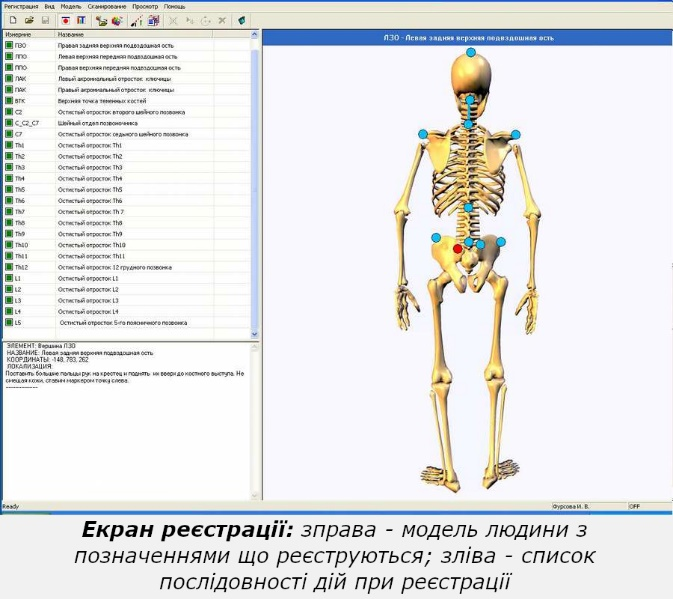 Регистрация Вид Модель Сканирование Просмотр Помощь
Измерние Название
ПЗО Правая задняя верхняя подвздошная ость
ППО Левая верхняя передняя подвздошная ость
ППО Правая верхняя передняя подвздошная ость
ПАК Левый акромиальный отросток ключицы
ПАК Правый акромиальный отросток ключицы
ВТК Верхняя точка теменных костей
C2 Остистый отросток второго шейного позвонка
C_C2_C7 Шейный отдел позвоночника
C7 Остистый отросток седьмого шейного позвонка
Th1 Остистый отросток Th1
Th2 Остистый отросток Th2
Th3 Остистый отросток Th3
Th4 Остистый отросток Th4
Th5 Остистый отросток Th5
Th6 Остистый отросток Th6
Th7 Остистый отросток Th 7
Th8 Остистый отросток Th8
Th9 Остистый отросток Th9
Th10 Остистый отросток Th10
Th11 Остистый отросток Th11
Th12 Остистый отросток 12 грудного позвонка
L1 Остистый отросток L1
L2 Остистый отросток L2
L3 Остистый отросток L3
L4 Остистый отросток L4
L5 Остистый отросток 5-го поясничного позвонка
ЛЗО - Левая задняя верхняя подвздошная ость
ЭЛЕМЕНТ: Вершина ЛЗО
НАЗВАНИЕ: Левая задняя верхняя подвздошная ость
КООРДИНАТЫ: -148, 783, 262
ЛОКАЛИЗАЦИЯ:
Поставить большие пальцы рук на крестец и поднять их вверх до костного выступа. Не
смещая кожи, ставим маркером точку слева.
------------
Ready Фурсова И. В. OFF
Екран реєстрації: зправа - модель людини з
позначеннями що реєструються; зліва - список
послідовності дій при реєстрації